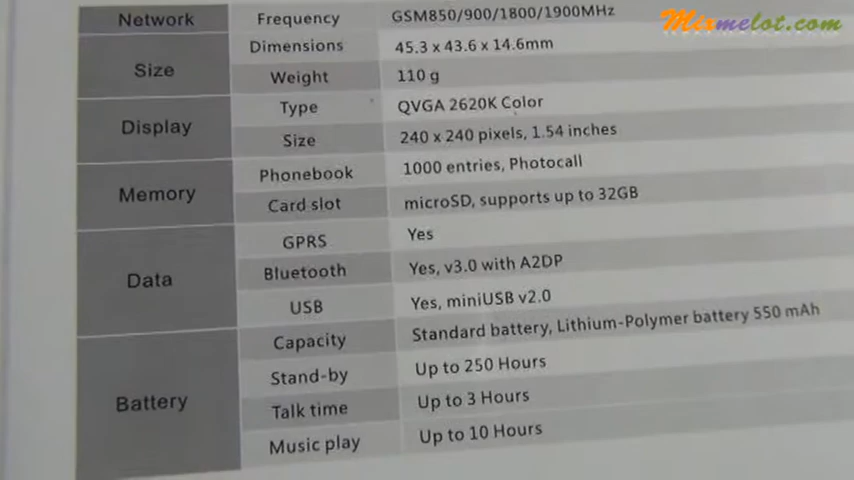 Mixmelot.com
Network Frequency GSM850/900/1800/1900MHz
Size Dimensions 45.3 x 43.6 x 14.6mm
Weight 110 g
Display Type QVGA 2620K Color
Size 240 x 240 pixels, 1.54 inches
Memory Phonebook 1000 entries, Photocall
Card slot microSD, supports up to 32GB
Data GPRS Yes
Bluetooth Yes, v3.0 with A2DP
USB Yes, miniUSB v2.0
Battery Capacity Standard battery, Lithium-Polymer battery 550 mAh
Stand-by Up to 250 Hours
Talk time Up to 3 Hours
Music play Up to 10 Hours